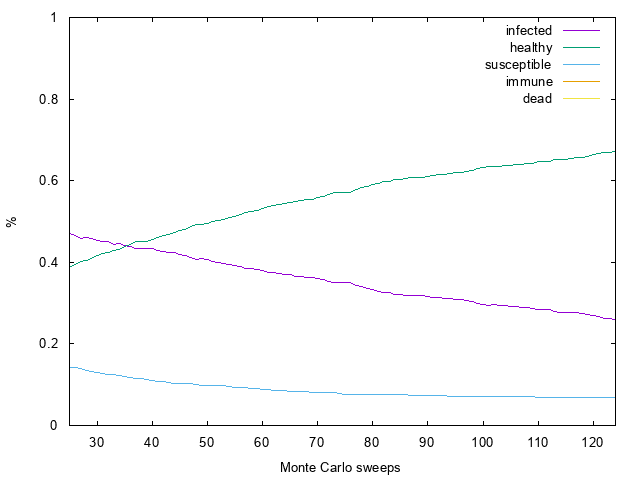 1
0.8
0.6
0.4
0.2
0
%
30 40 50 60 70 80 90 100 110 120
Monte Carlo sweeps
infected
healthy
susceptible
immune
dead